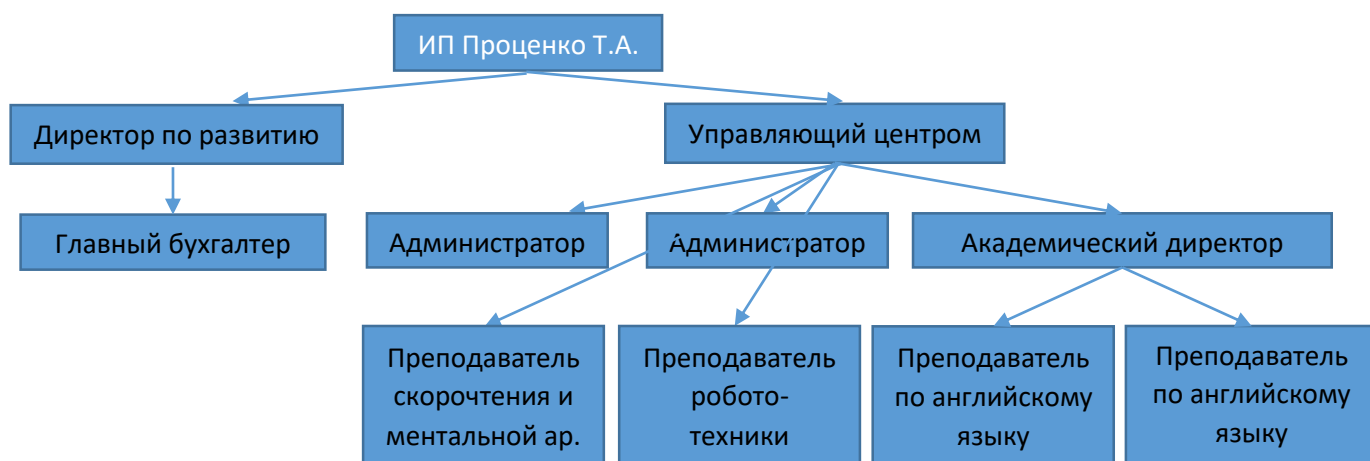 ИП Проценко Т.А.
Директор по развитию
Управляющий центром
Главный бухгалтер
Администратор
Администратор
Академический директор
Преподаватель
скорочтения и
ментальной ар.
Преподаватель
робото-
техники
Преподаватель
по английскому
языку
Преподаватель
по английскому
языку